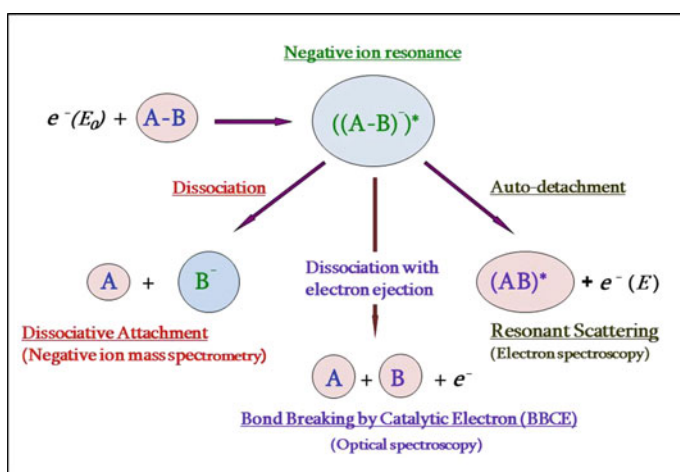 Negative ion resonance
e⁻(E₀) + A-B
((A-B)⁻)*
Dissociation
Auto-detachment
A + B⁻
Dissociation with
electron ejection
(AB)* + e⁻ (E)
Dissociative Attachment
(Negative ion mass spectrometry)
Resonant Scattering
(Electron spectroscopy)
A + B + e⁻
Bond Breaking by Catalytic Electron (BBCE)
(Optical spectroscopy)